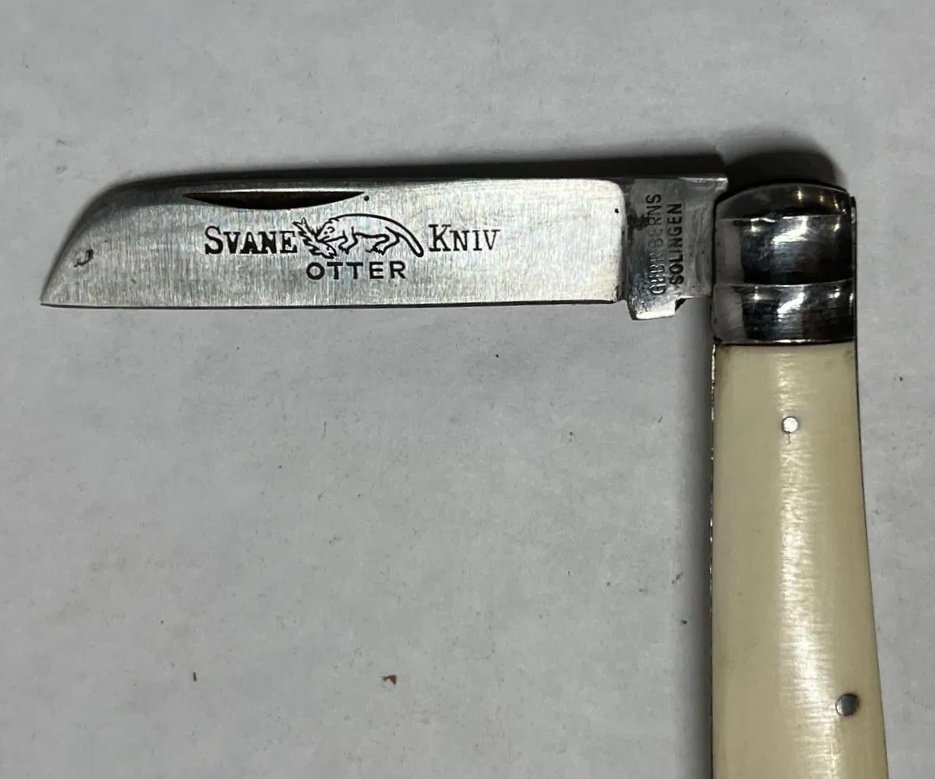 SVANE KNIV
OTTER
GEBR BERNS
SOLINGEN